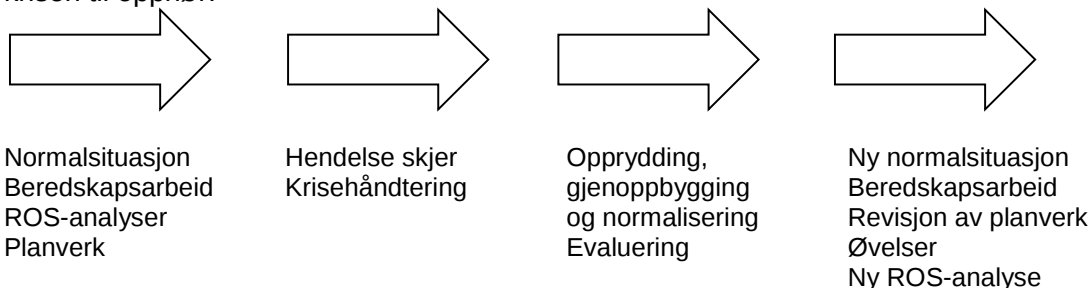 Normalsituasjon
Beredskapsarbeid
ROS-analyser
Planverk
Hendelse skjer
Krisehåndtering
Opprydding,
gjenoppbygging
og normalisering
Evaluering
Ny normalsituasjon
Beredskapsarbeid
Revisjon av planverk
Øvelser
Ny ROS-analyse